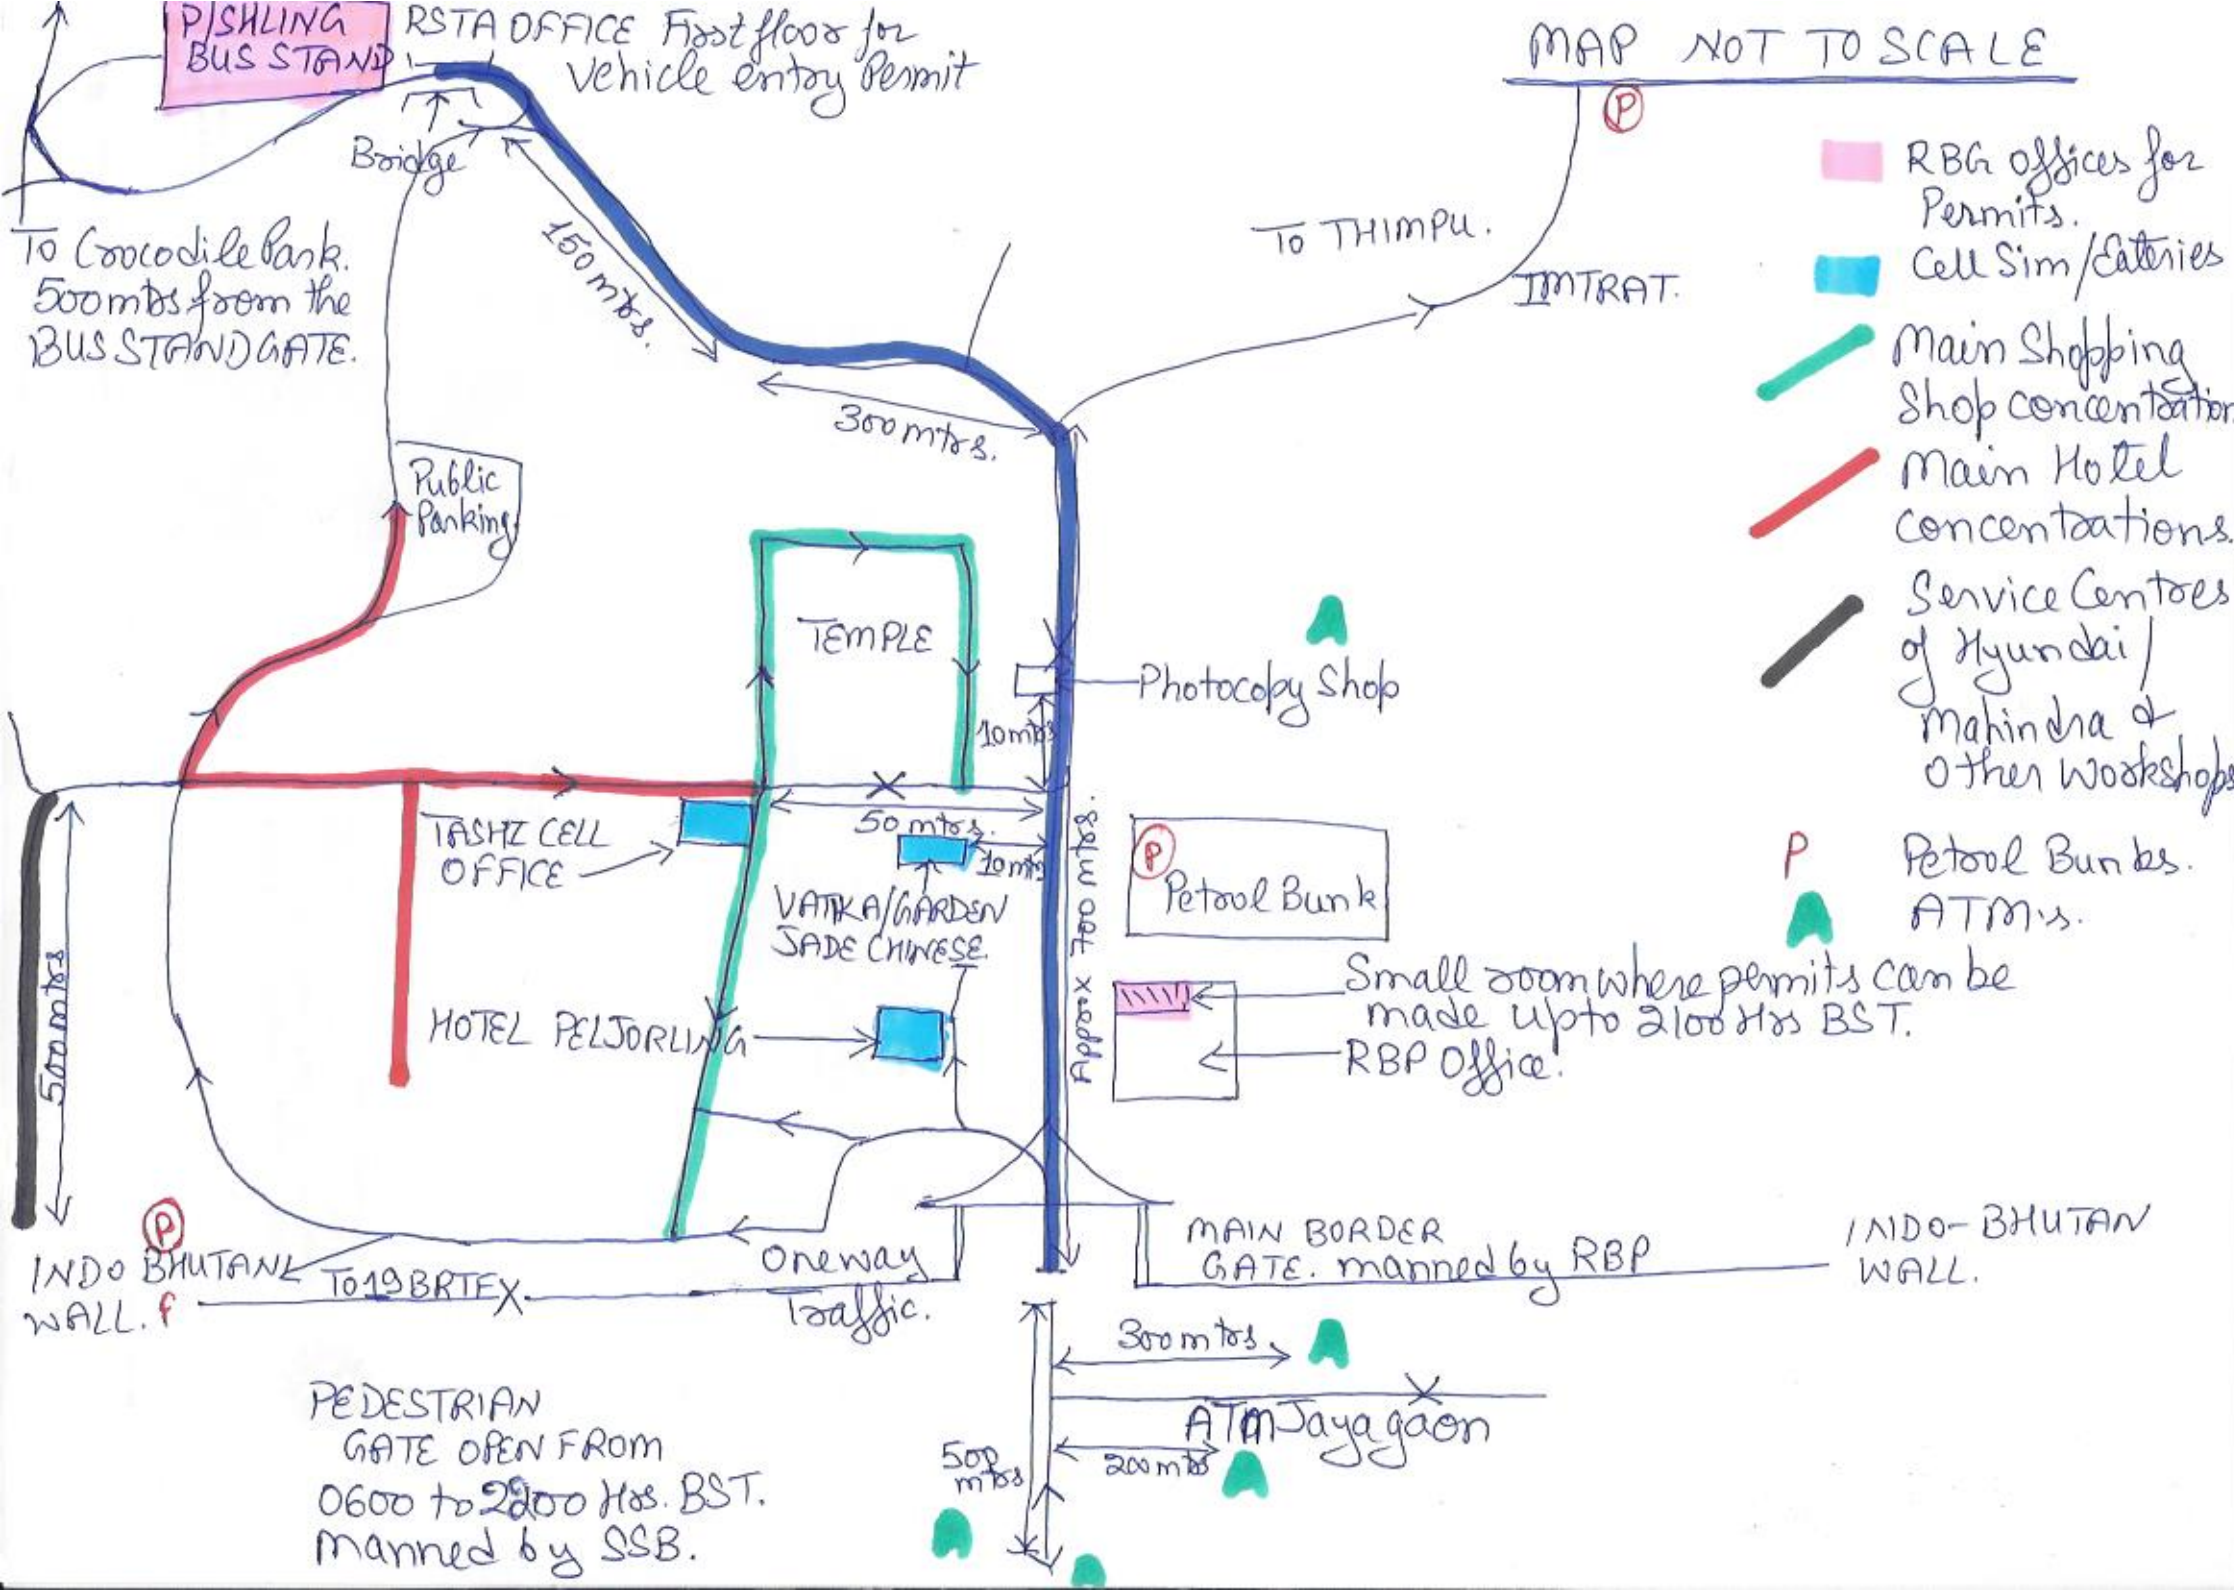 P/SHLING
BUS STAND
RSTA OFFICE First floor for
Vehicle entry Permit
MAP NOT TO SCALE
P
RBG offices for
Permits.
Cell Sim/Eateries
Main Shopping
Shop concentration
Main Hotel
concentrations.
Service Centres
of Hyundai/
Mahindra &
Other Workshops
P Petrol Bunks.
A ATM's.
Bridge
To Crocodile Park.
500 mtrs from the
BUS STAND GATE.
150 mtrs.
300 mtrs.
To THIMPU.
IMTRAT.
Public
Parking
TEMPLE
A
Photocopy Shop
10 mtrs
50 mtrs.
10 mtrs
TASHI CELL
OFFICE
VATIKA/GARDEN
JADE CHINESE.
Approx 700 mtrs.
P
Petrol Bunk
Small room where permits can be
made upto 2100 Hrs BST.
RBP Office.
HOTEL PELJORLING
500 mtrs
P
INDO BHUTAN
WALL.
To 19 BRTF
Oneway
Traffic.
MAIN BORDER
GATE. manned by RBP
INDO-BHUTAN
WALL.
300 mtrs
A
ATM Jayagaon
200 mtrs
A
500
mtrs
A
A
PEDESTRIAN
GATE OPEN FROM
0600 to 2200 Hrs. BST.
manned by SSB.